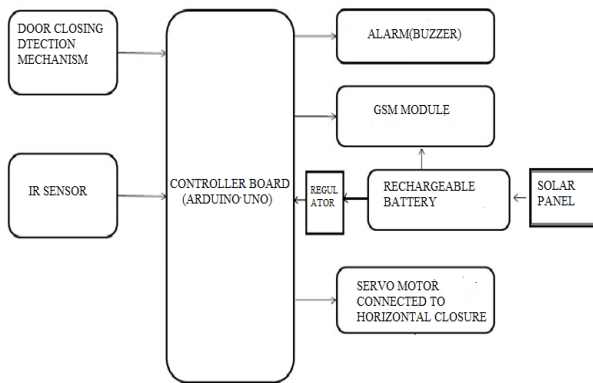 DOOR CLOSING
DTECTION
MECHANISM
IR SENSOR
CONTROLLER BOARD
(ARDUINO UNO)
ALARM(BUZZER)
GSM MODULE
REGUL
ATOR
RECHARGEABLE
BATTERY
SOLAR
PANEL
SERVO MOTOR
CONNECTED TO
HORIZONTAL CLOSURE